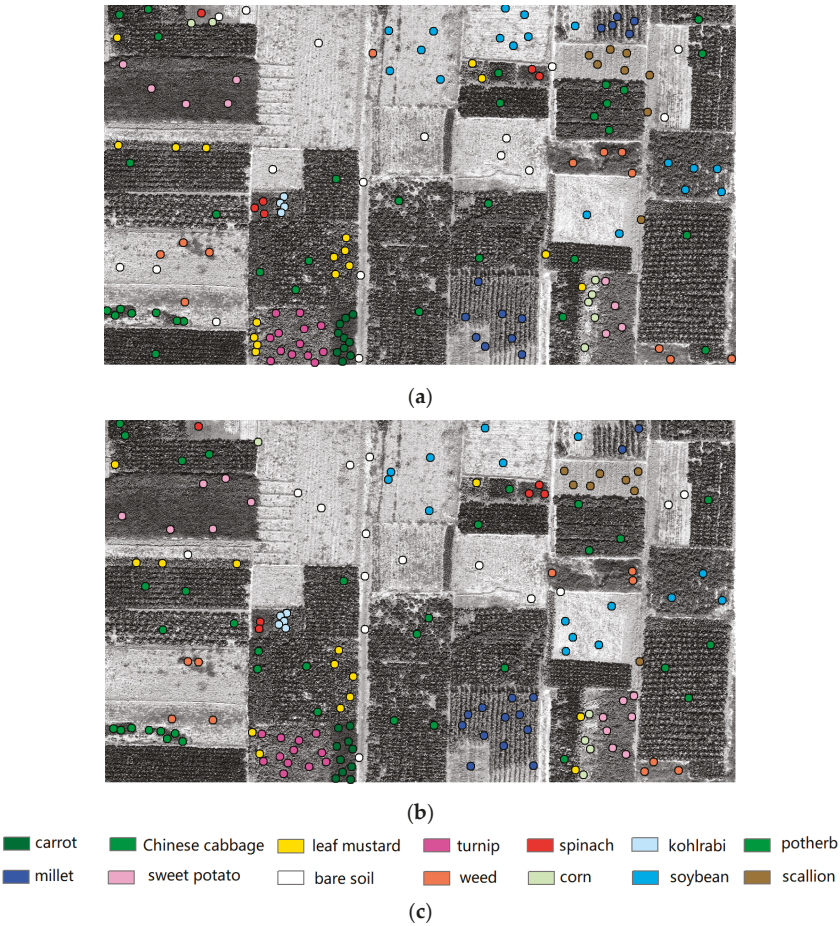 (a)
(b)
carrot Chinese cabbage leaf mustard turnip spinach kohlrabi potherb
millet sweet potato bare soil weed corn soybean scallion
(c)